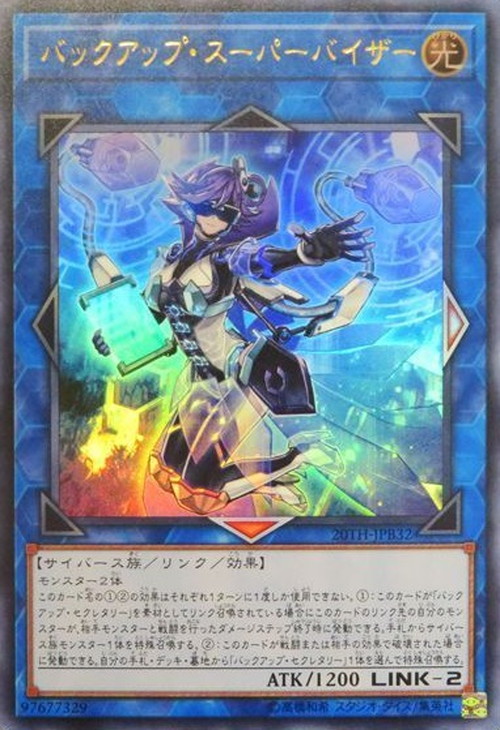 バックアップ・スーパーバイザー 光
20TH-JPB32
【サイバース族／リンク／効果】
モンスター2体
このカード名の①②の効果はそれぞれ1ターンに1度しか使用できない。①：このカードが「バック
アップ・セクレタリー」を素材としてリンク召喚されている場合にこのカードのリンク先の自分のモン
スターが、相手モンスターと戦闘を行ったダメージステップ終了時に発動できる。手札からサイバー
ス族モンスター1体を特殊召喚する。②：このカードが戦闘または相手の効果で破壊された場合
に発動できる。自分の手札・デッキ・墓地から「バックアップ・セクレタリー」1体を選んで特殊召喚する。
ATK/1200 LINK-2
97677329
©高橋和希 スタジオ・ダイス/集英社